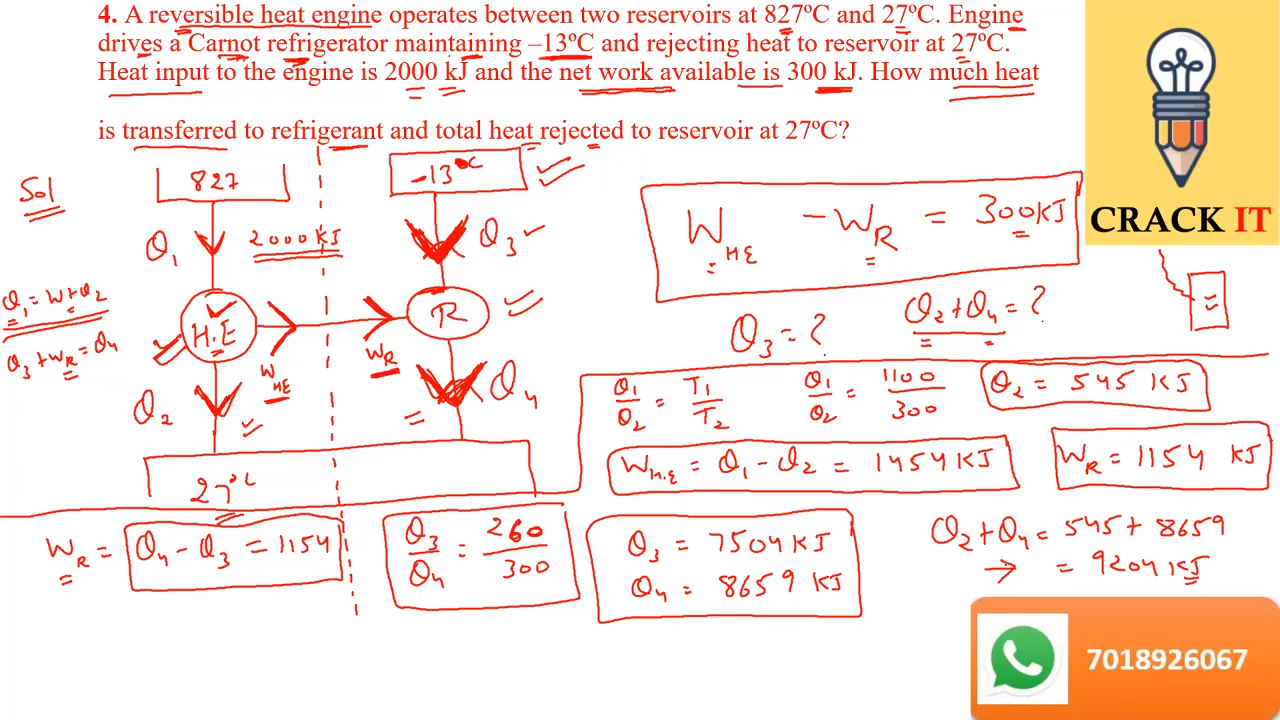 4. A reversible heat engine operates between two reservoirs at 827ºC and 27ºC. Engine
drives a Carnot refrigerator maintaining –13ºC and rejecting heat to reservoir at 27ºC.
Heat input to the engine is 2000 kJ and the net work available is 300 kJ. How much heat
is transferred to refrigerant and total heat rejected to reservoir at 27ºC?
CRACK IT
Sol
827
-13°C
Q1
2000 KJ
Q3
Q1 = W+Q2
Q3 + WR = Q4
H.E
R
WHE
WR
Q2
Q4
27°C
WHE - WR = 300KJ
Q3 = ?
Q2+Q4 = ?
Q1/Q2 = T1/T2
Q1/Q2 = 1100/300
Q2 = 545 KJ
WH.E = Q1 - Q2 = 1454 KJ
WR = 1154 KJ
WR = Q4 - Q3 = 1154
Q3/Q4 = 260/300
Q3 = 7504 KJ
Q4 = 8659 KJ
Q2+Q4 = 545 + 8659
→ = 9204 KJ
7018926067